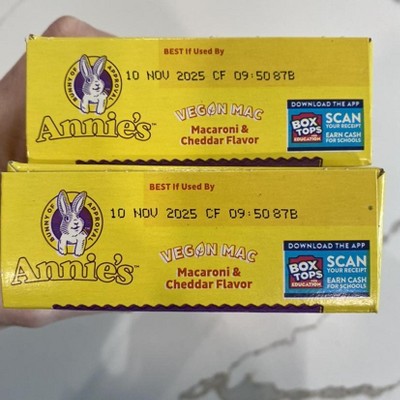 BEST If Used By
10 NOV 2025 CF 09:50 87B
BUNNY OF APPROVAL
Annie's™
VEGAN MAC
Macaroni &
Cheddar Flavor
DOWNLOAD THE APP
BOX TOPS FOR EDUCATION
SCAN
YOUR RECEIPT
EARN CASH
FOR SCHOOLS
BEST If Used By
10 NOV 2025 CF 09:50 87B
BUNNY OF APPROVAL
Annie's™
VEGAN MAC
Macaroni &
Cheddar Flavor
DOWNLOAD THE APP
BOX TOPS FOR EDUCATION
SCAN
YOUR RECEIPT
EARN CASH
FOR SCHOOLS